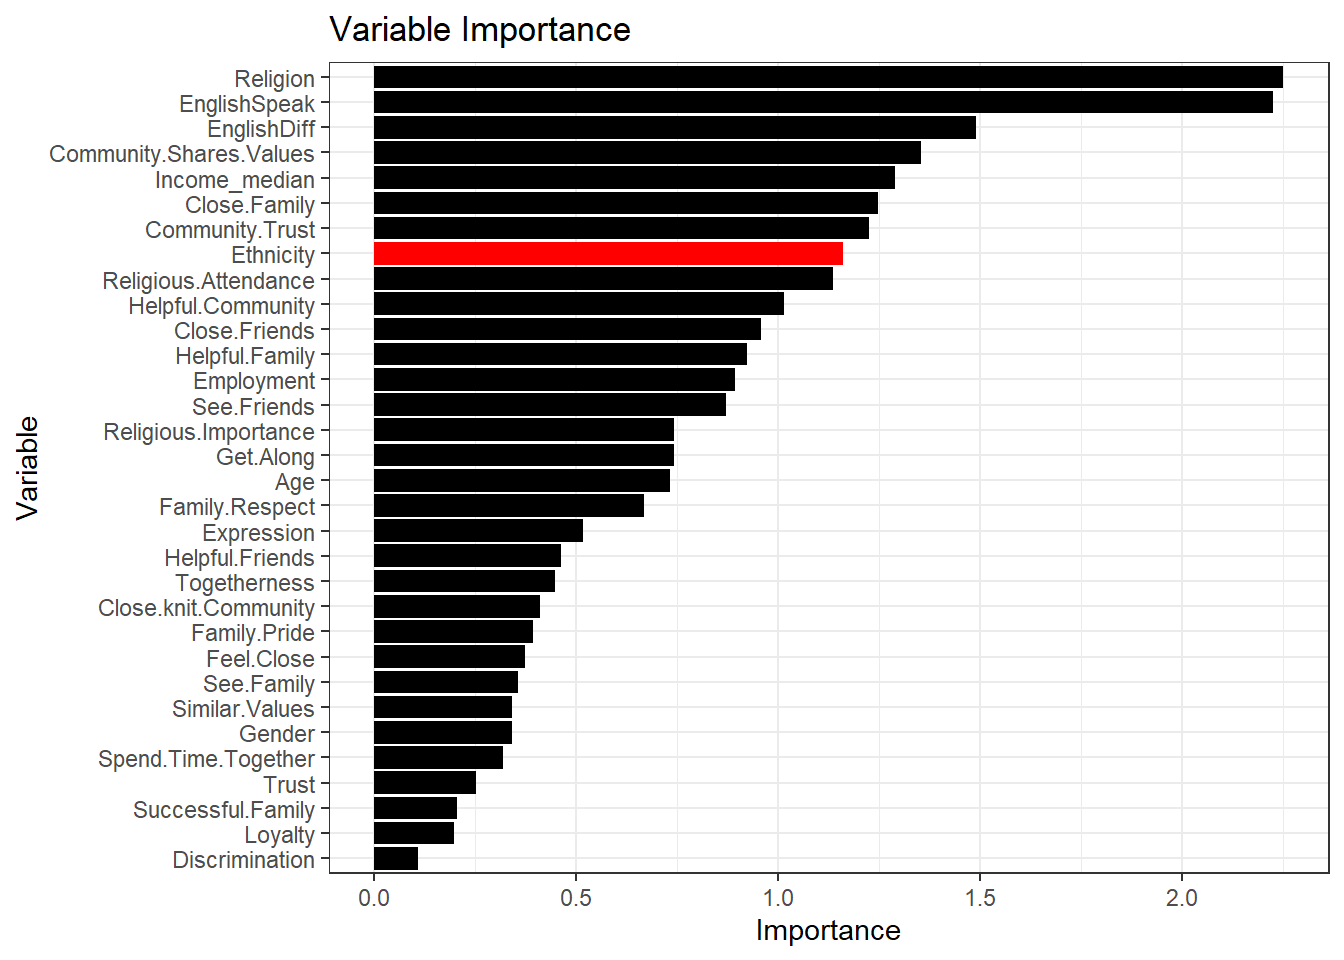 Variable Importance
Religion
EnglishSpeak
EnglishDiff
Community.Shares.Values
Income_median
Close.Family
Community.Trust
Ethnicity
Religious.Attendance
Helpful.Community
Close.Friends
Helpful.Family
Employment
See.Friends
Religious.Importance
Get.Along
Age
Family.Respect
Expression
Helpful.Friends
Togetherness
Close.knit.Community
Family.Pride
Feel.Close
See.Family
Similar.Values
Gender
Spend.Time.Together
Trust
Successful.Family
Loyalty
Discrimination
Variable
0.0 0.5 1.0 1.5 2.0
Importance